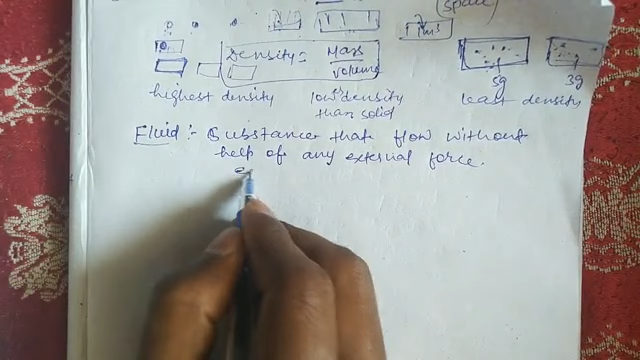 space
1m³
Density = Mass
volume
5g
3g
highest density
low density
than solid
least density
Fluid :- Substances that flow without
help of any external force.
e